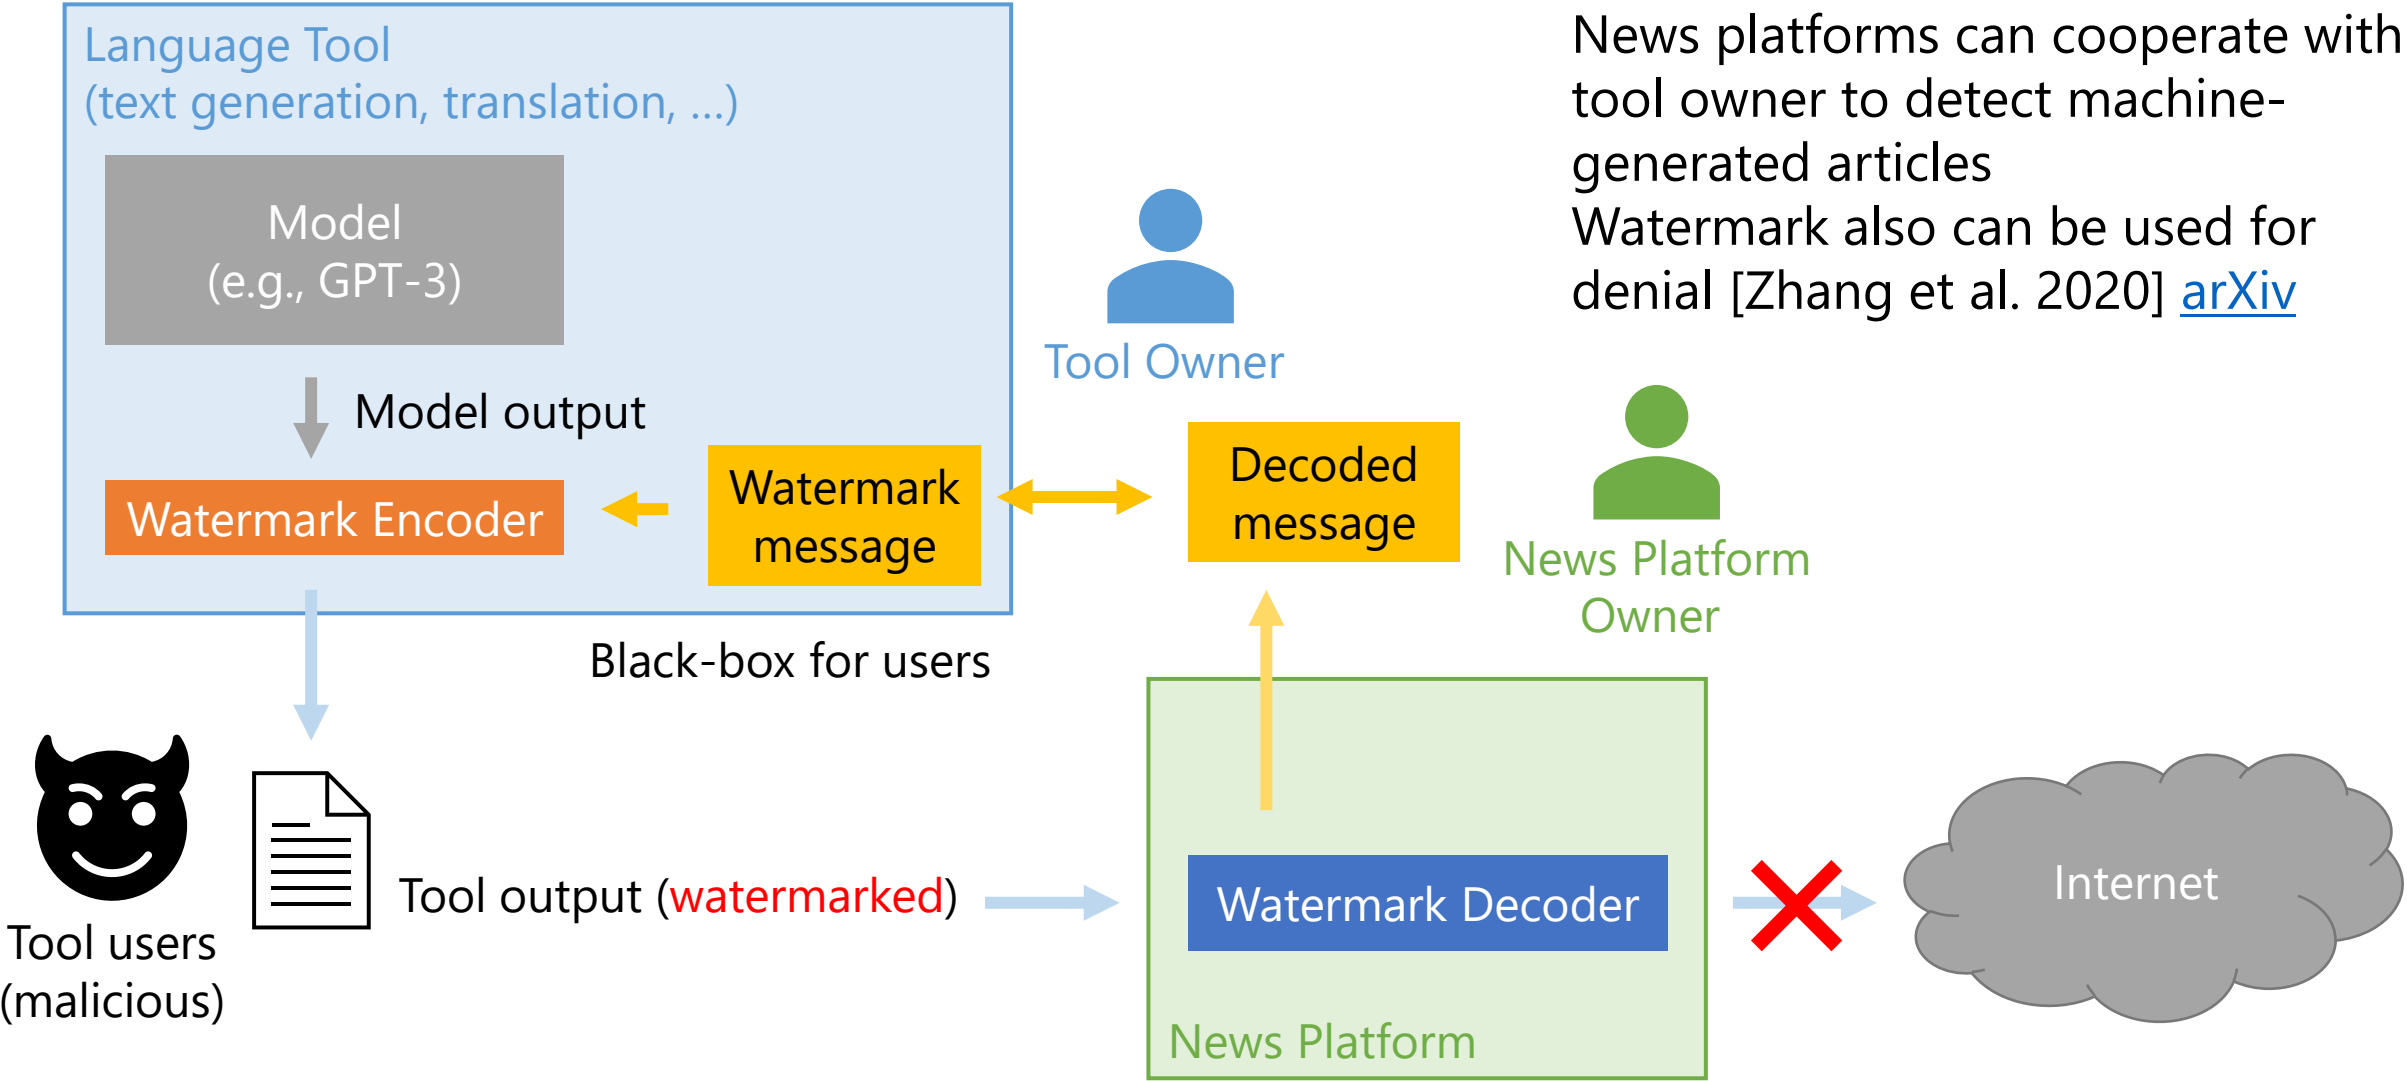 Language Tool
(text generation, translation, ...)
Model
(e.g., GPT-3)
Model output
Watermark Encoder
Watermark
message
Black-box for users
Tool Owner
Decoded
message
News platforms can cooperate with
tool owner to detect machine-
generated articles
Watermark also can be used for
denial [Zhang et al. 2020] arXiv
News Platform
Owner
Tool users
(malicious)
Tool output (watermarked)
Watermark Decoder
News Platform
Internet